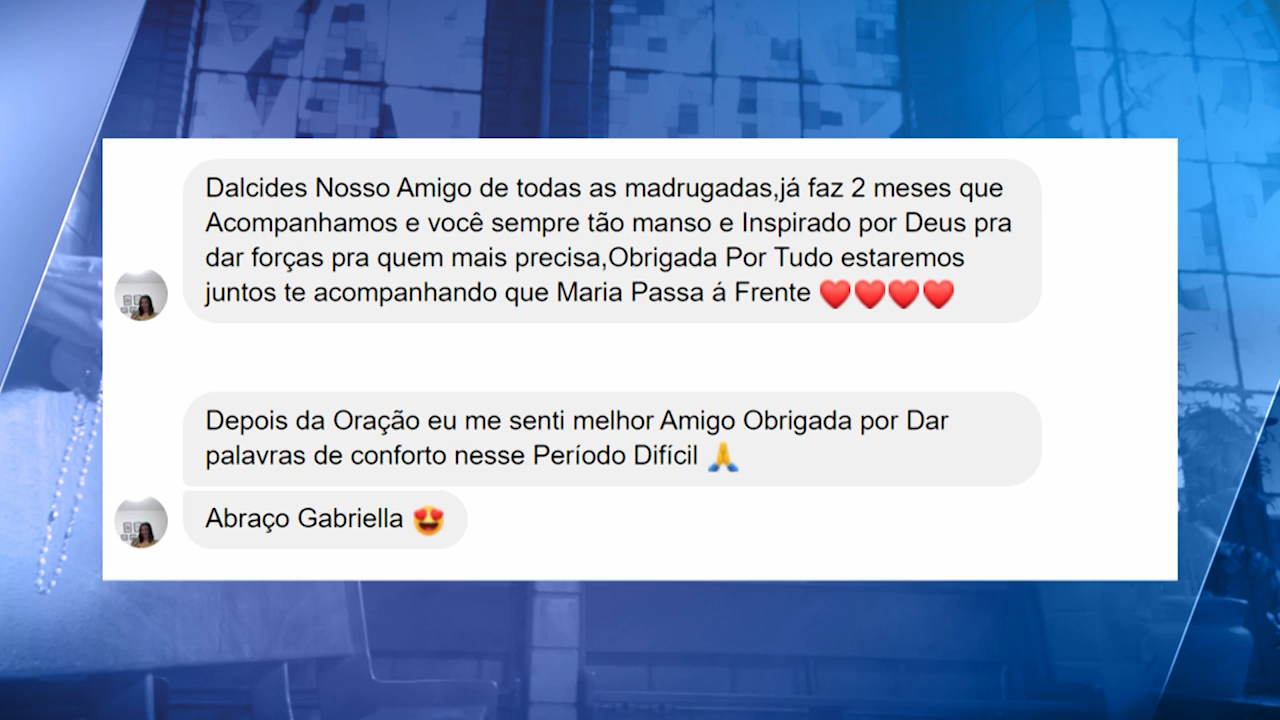 Dalcides Nosso Amigo de todas as madrugadas,já faz 2 meses que
Acompanhamos e você sempre tão manso e Inspirado por Deus pra
dar forças pra quem mais precisa,Obrigada Por Tudo estaremos
juntos te acompanhando que Maria Passa á Frente ❤️❤️❤️❤️
Depois da Oração eu me senti melhor Amigo Obrigada por Dar
palavras de conforto nesse Período Difícil 🙏
Abraço Gabriella 😍